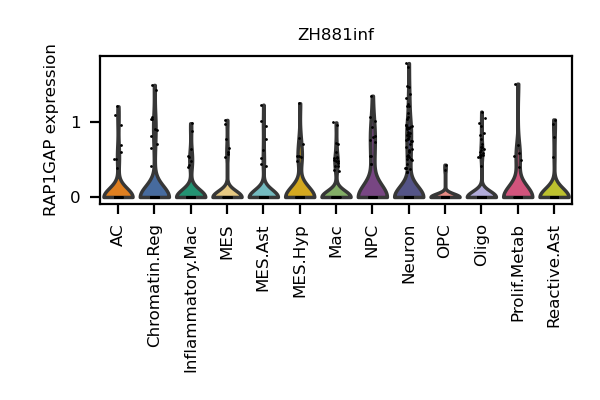 ZH881inf
RAP1GAP expression
1
0
AC
Chromatin.Reg
Inflammatory.Mac
MES
MES.Ast
MES.Hyp
Mac
NPC
Neuron
OPC
Oligo
Prolif.Metab
Reactive.Ast